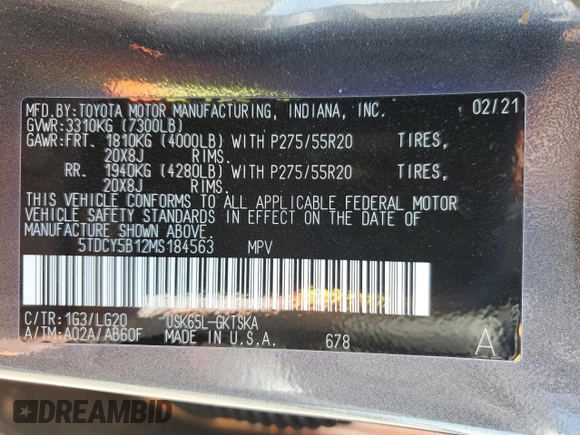 MFD.BY:TOYOTA MOTOR MANUFACTURING, INDIANA, INC. 02/21
GVWR:3310KG (7300LB)
GAWR:FRT. 1810KG (4000LB) WITH P275/55R20 TIRES,
20X8J RIMS.
RR. 1940KG (4280LB) WITH P275/55R20 TIRES,
20X8J RIMS.
THIS VEHICLE CONFORMS TO ALL APPLICABLE FEDERAL MOTOR
VEHICLE SAFETY STANDARDS IN EFFECT ON THE DATE OF
MANUFACTURE SHOWN ABOVE.
5TDCY5B12MS184563 MPV
C/TR:1G3/LG20 USK65L-GKTSKA
A/TM:A02A/AB60F MADE IN U.S.A. 678 A
DREAMBID